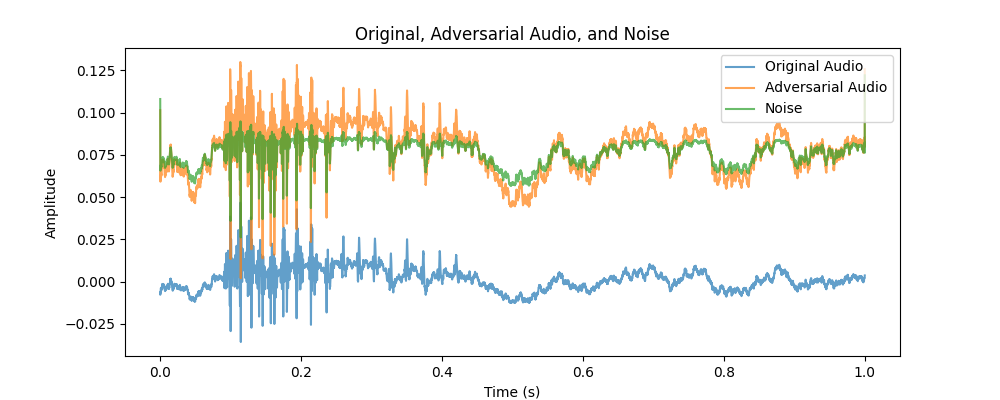 Original, Adversarial Audio, and Noise
Original Audio
Adversarial Audio
Noise
Amplitude
0.125
0.100
0.075
0.050
0.025
0.000
−0.025
0.0
0.2
0.4
0.6
0.8
1.0
Time (s)